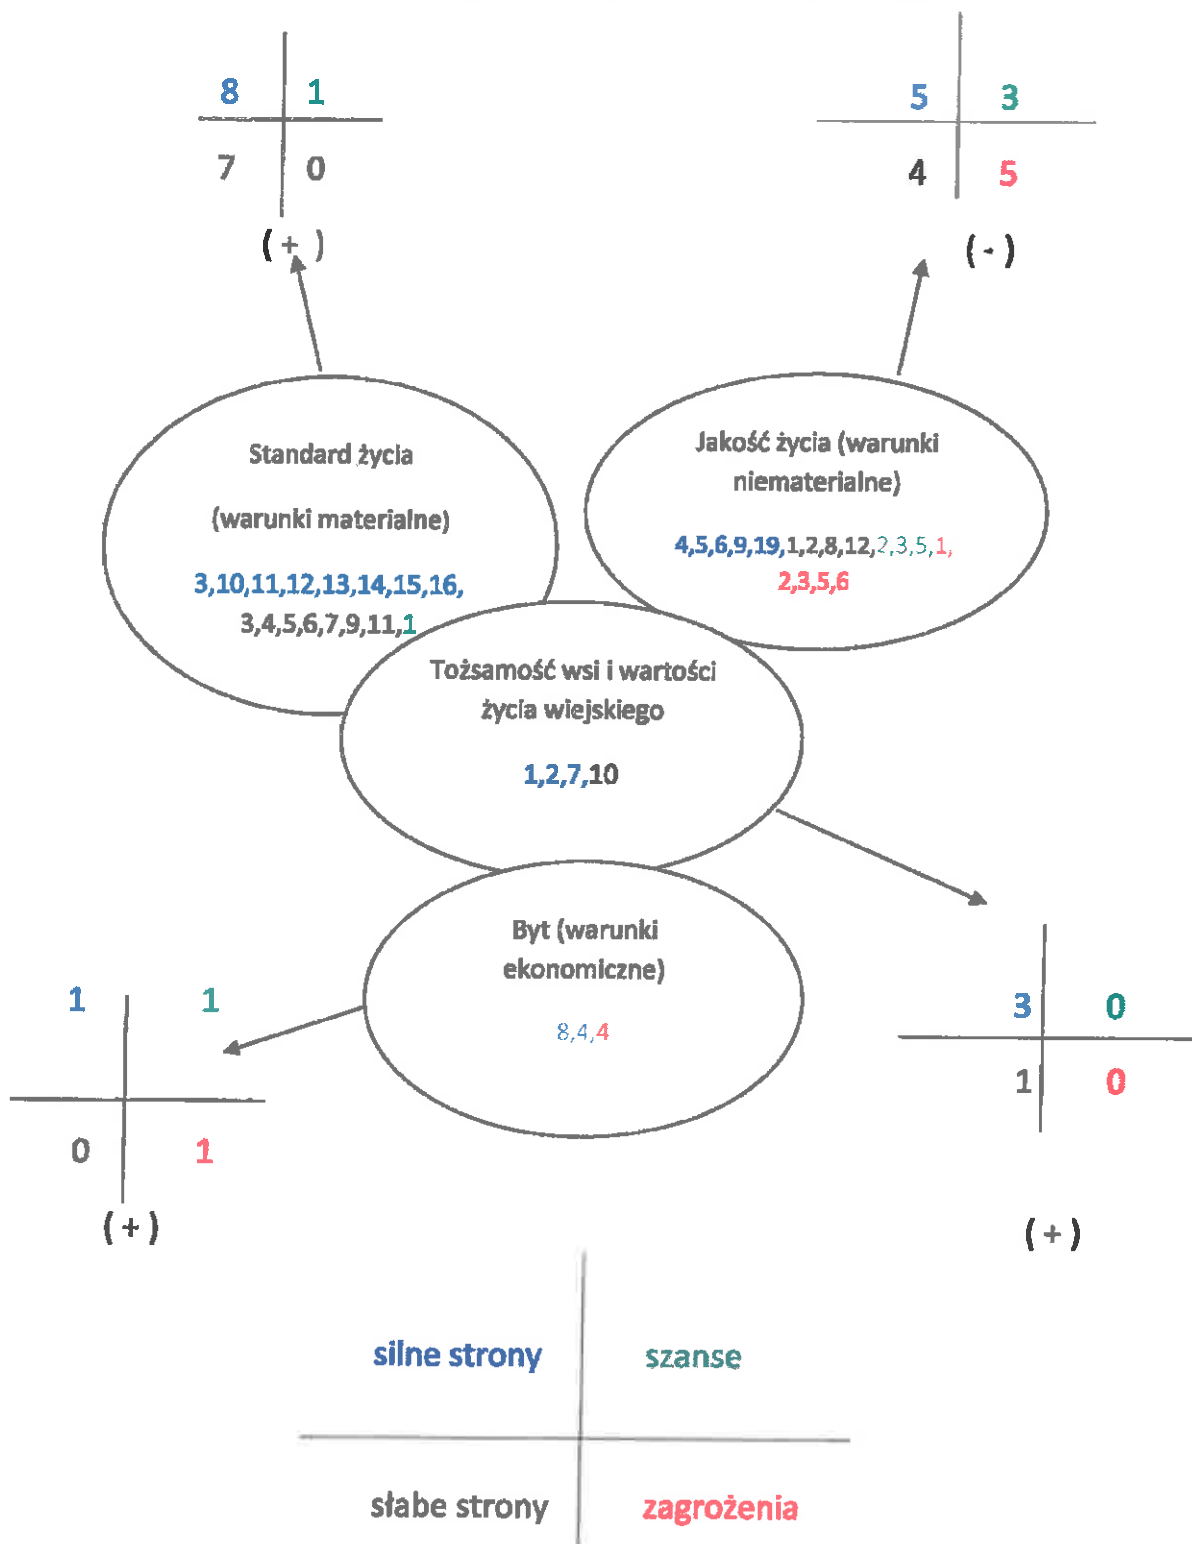 8 1
7 0
( + )
5 3
4 5
( - )
Standard życia
(warunki materialne)
3,10,11,12,13,14,15,16,
3,4,5,6,7,9,11,1
Jakość życia (warunki
niematerialne)
4,5,6,9,19,1,2,8,12,2,3,5,1,
2,3,5,6
Tożsamość wsi i wartości
życia wiejskiego
1,2,7,10
Byt (warunki
ekonomiczne)
8,4,4
1 1
0 1
( + )
3 0
1 0
( + )
silne strony szanse
słabe strony zagrożenia